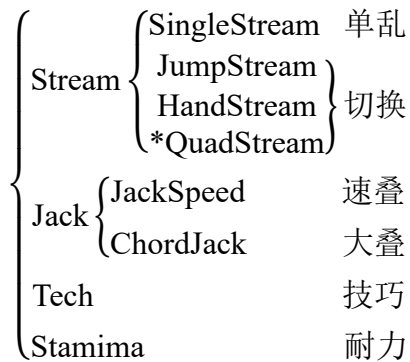 SingleStream 单乱
Stream
JumpStream
HandStream 切换
*QuadStream
Jack
JackSpeed 速叠
ChordJack 大叠
Tech 技巧
Stamima 耐力